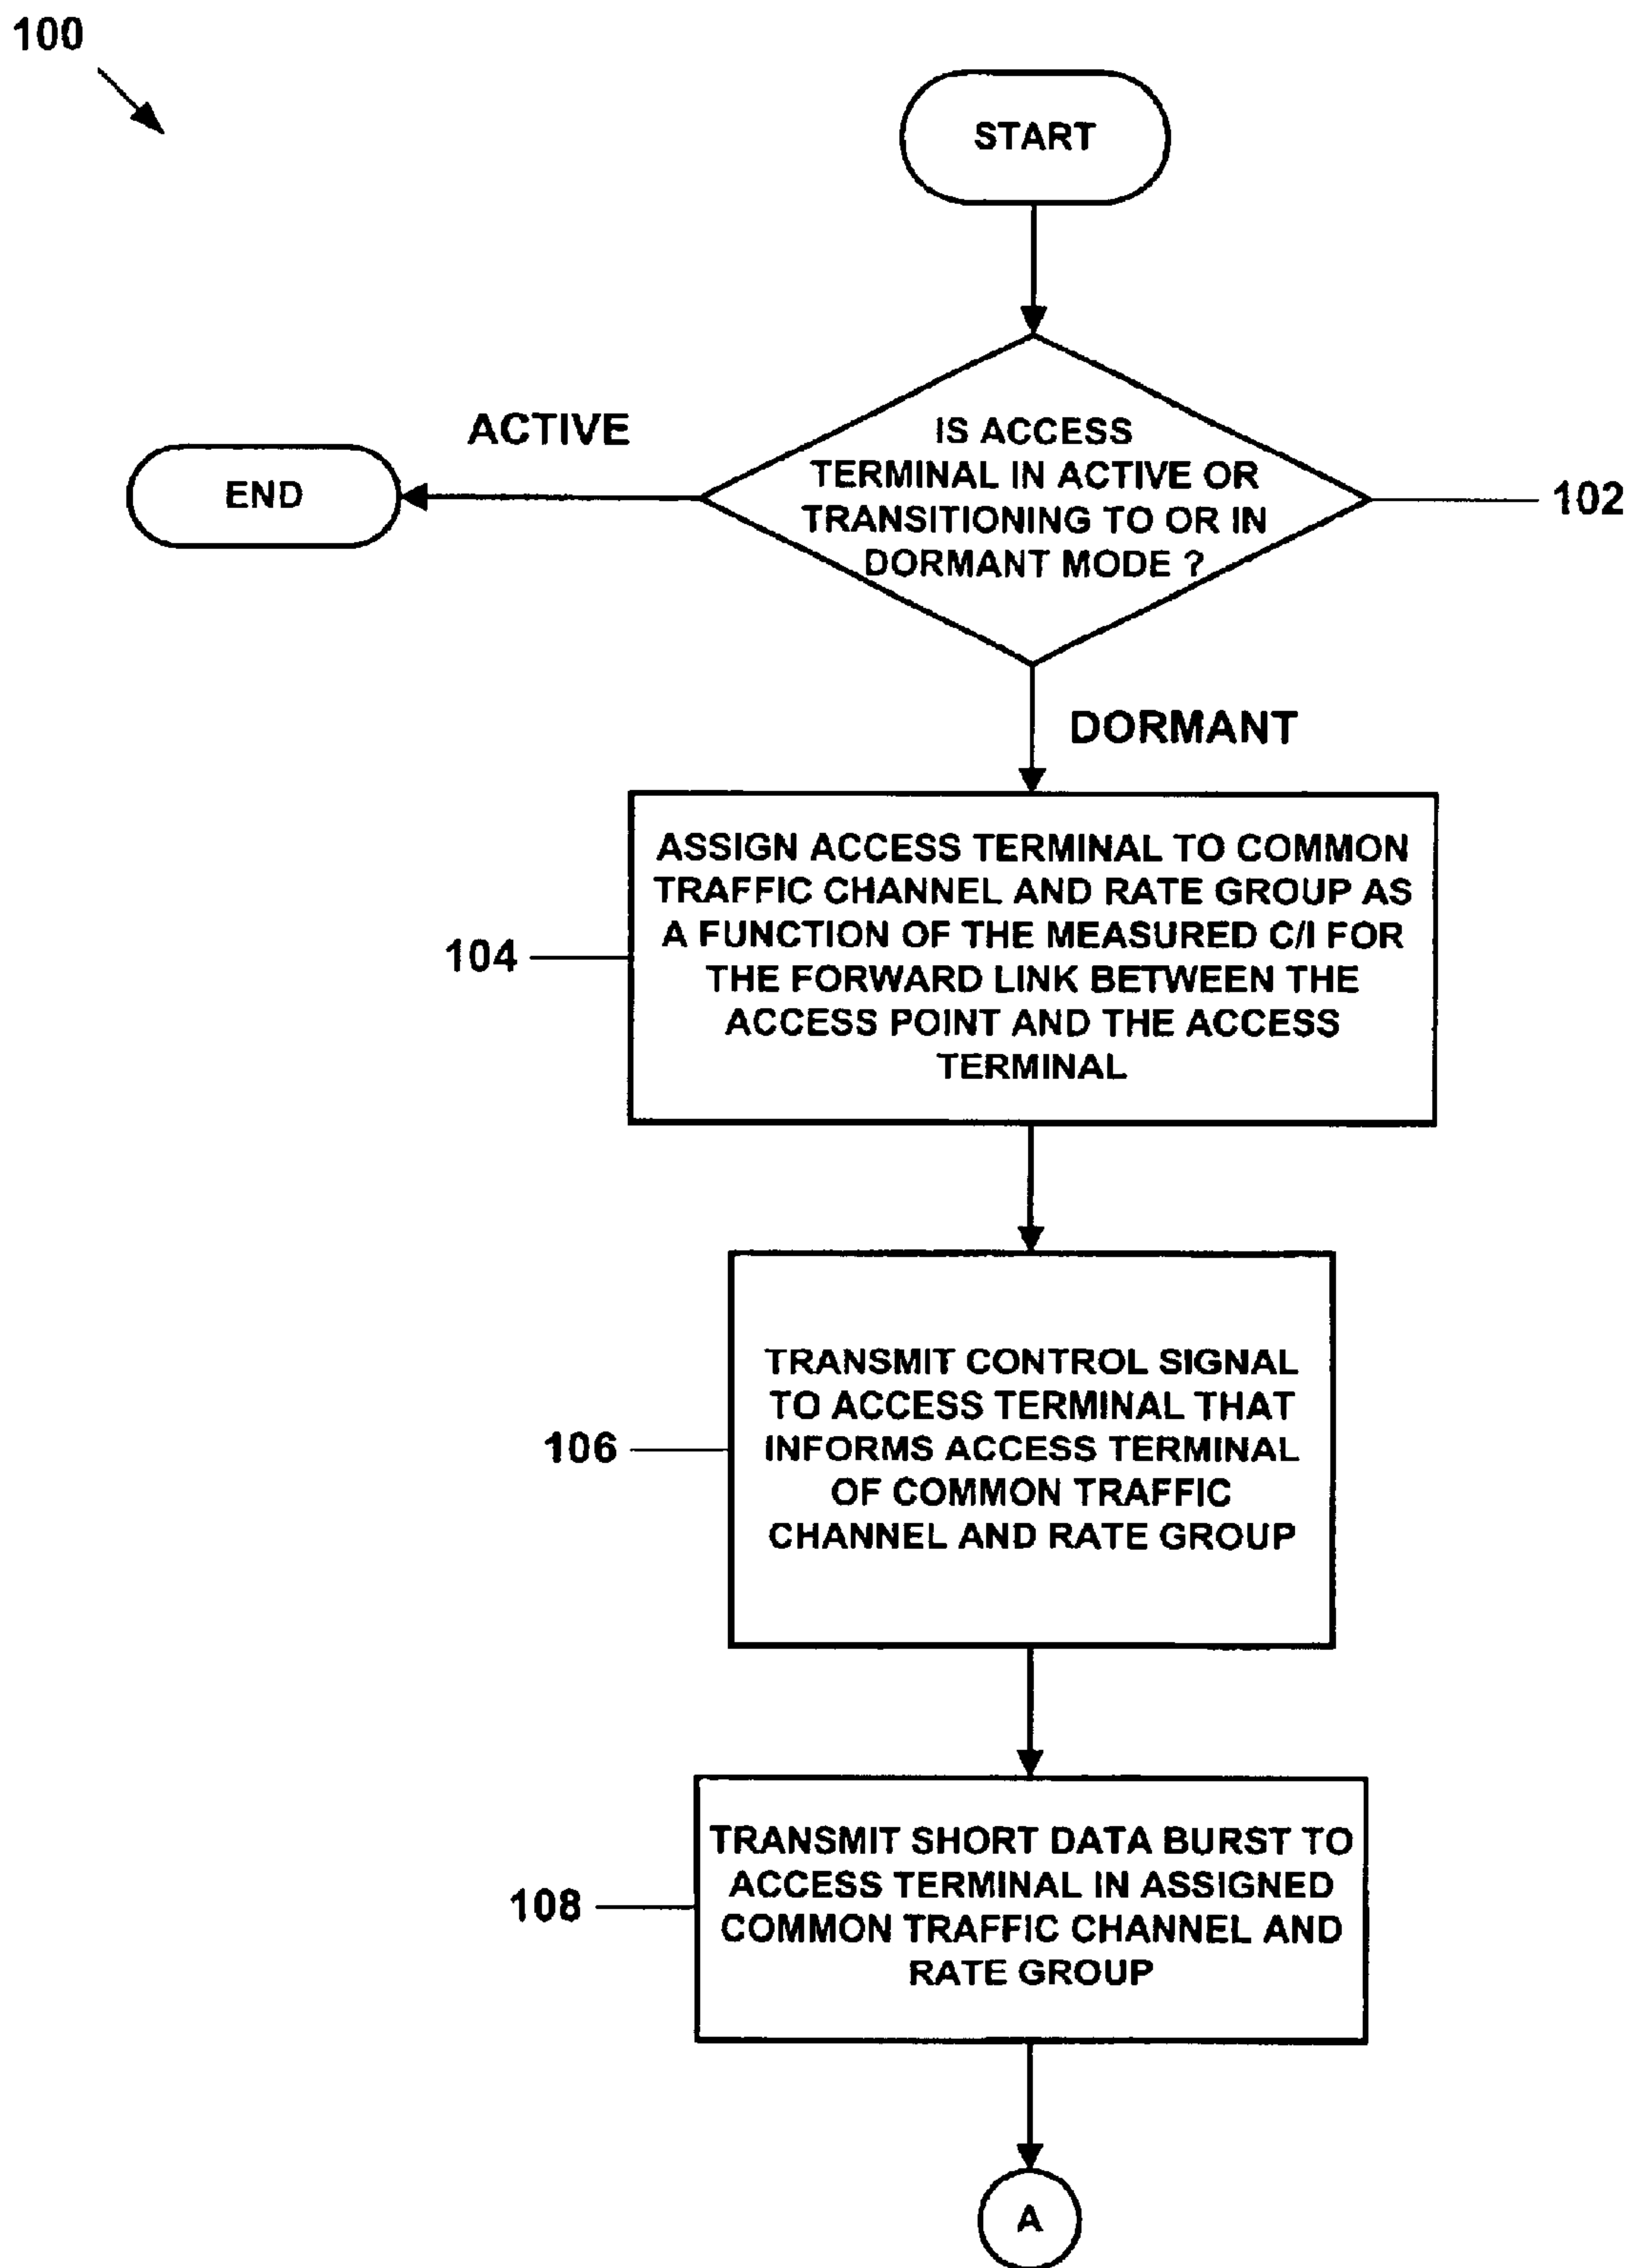 100
START
IS ACCESS
TERMINAL IN ACTIVE OR
TRANSITIONING TO OR IN
DORMANT MODE ?
102
ACTIVE
END
DORMANT
104
ASSIGN ACCESS TERMINAL TO COMMON
TRAFFIC CHANNEL AND RATE GROUP AS
A FUNCTION OF THE MEASURED C/I FOR
THE FORWARD LINK BETWEEN THE
ACCESS POINT AND THE ACCESS
TERMINAL
106
TRANSMIT CONTROL SIGNAL
TO ACCESS TERMINAL THAT
INFORMS ACCESS TERMINAL
OF COMMON TRAFFIC
CHANNEL AND RATE GROUP
108
TRANSMIT SHORT DATA BURST TO
ACCESS TERMINAL IN ASSIGNED
COMMON TRAFFIC CHANNEL AND
RATE GROUP
A